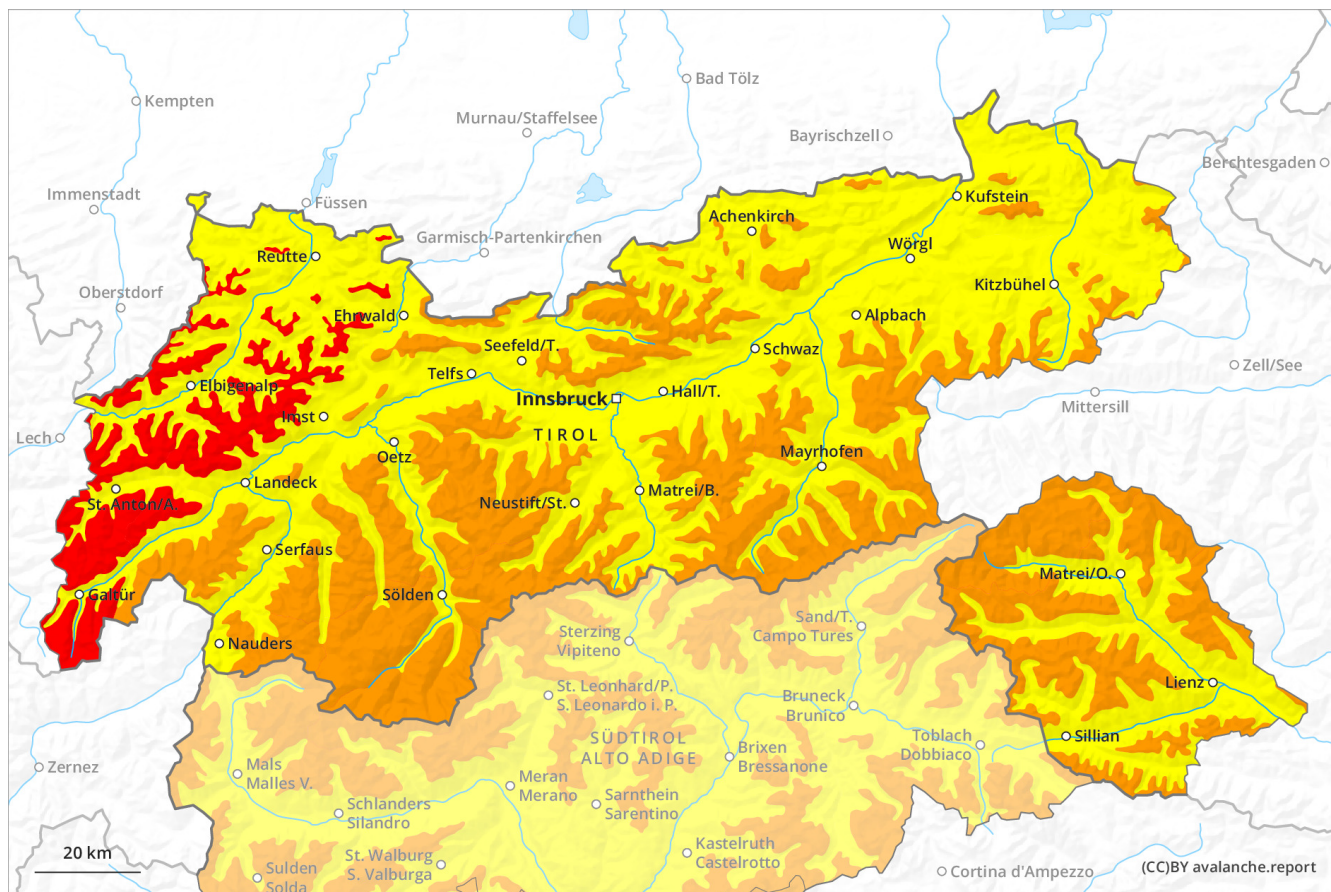 Bad Tölz
Kempten
Murnau/Staffelsee
Bayrischzell
Berchtesgaden
Immenstadt
Füssen
Kufstein
Achenkirch
Garmisch-Partenkirchen
Wörgl
Reutte
Kitzbühel
Oberstdorf
Ehrwald
Alpbach
Seefeld/T.
Schwaz
Zell/See
Telfs
Elbigenalp
Hall/T.
Innsbruck
Mittersill
Imst
Lech
TIROL
Oetz
Mayrhofen
Landeck
Matrei/B.
St. Anton/A.
Neustift/St.
Serfaus
Matrei/O.
Galtür
Sölden
Sand/T.
Campo Tures
Sterzing
Vipiteno
Nauders
Lienz
St. Leonhard/P.
S. Leonardo i. P.
Bruneck
Brunico
Sillian
SÜDTIROL
ALTO ADIGE
Toblach
Dobbiaco
Brixen
Bressanone
Zernez
Mals
Malles V.
Meran
Merano
Sarnthein
Sarentino
Schlanders
Silandro
Kastelruth
Castelrotto
20 km
St. Walburg
S. Valburga
Sulden
Solda
Cortina d'Ampezzo
(CC)BY avalanche.report